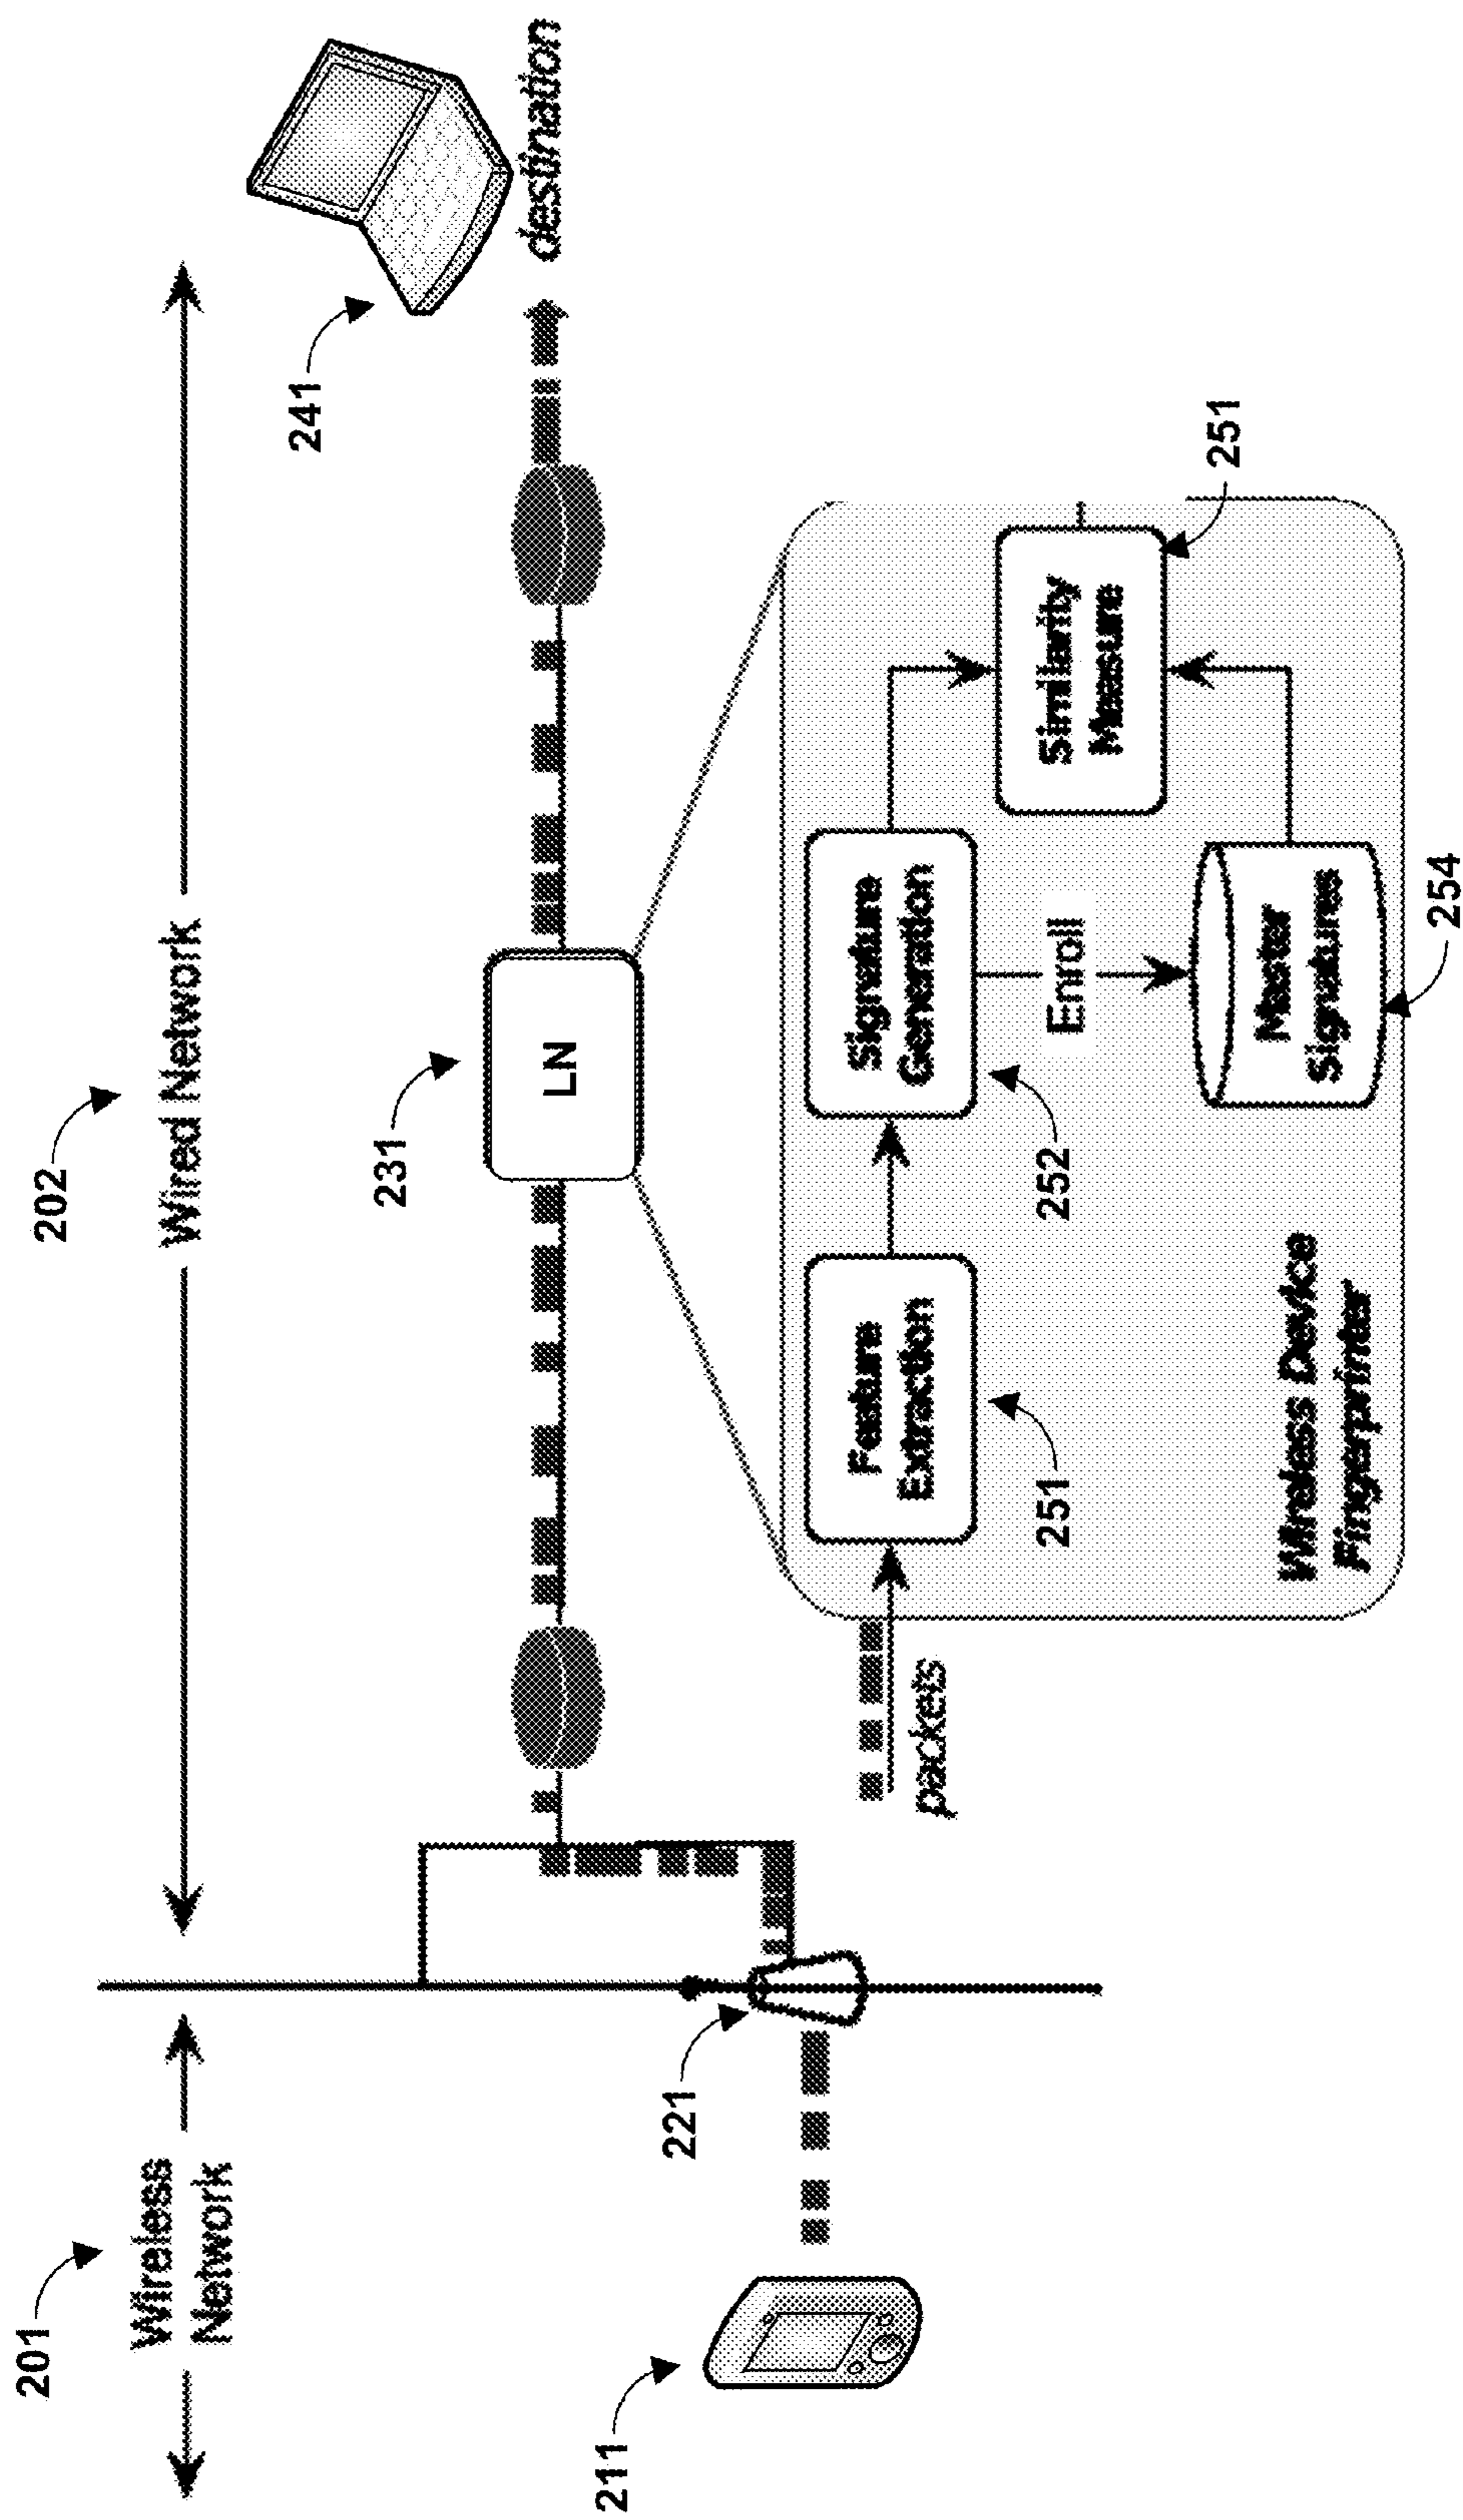 201
Wireless
Network
202
Wired Network
211
221
231
LN
241
destination
packets
Feature
Extraction
251
Signature
Generation
252
Enroll
Master
Signatures
254
Similarity
Measure
251
Wireless Device
Fingerprinter